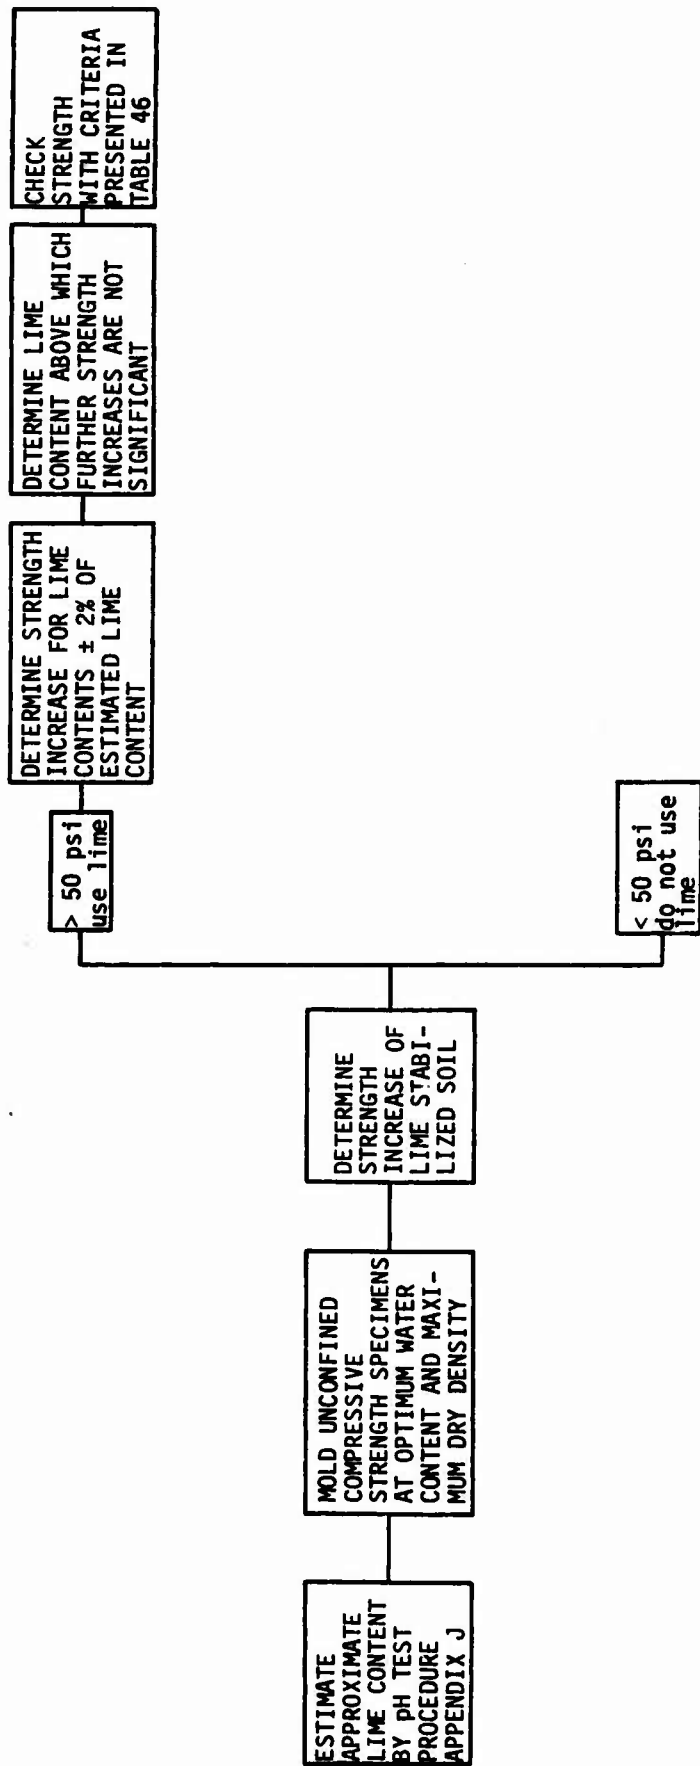 ESTIMATE
APPROXIMATE
LIME CONTENT
BY pH TEST
PROCEDURE
APPENDIX J
MOLD UNCONFINED
COMPRESSIVE
STRENGTH SPECIMENS
AT OPTIMUM WATER
CONTENT AND MAXI-
MUM DRY DENSITY
DETERMINE
STRENGTH
INCREASE OF
LIME STABI-
LIZED SOIL
> 50 psi
use lime
DETERMINE STRENGTH
INCREASE FOR LIME
CONTENTS ± 2% OF
ESTIMATED LIME
CONTENT
DETERMINE LIME
CONTENT ABOVE WHICH
FURTHER STRENGTH
INCREASES ARE NOT
SIGNIFICANT
CHECK
STRENGTH
WITH CRITERIA
PRESENTED IN
TABLE 46
< 50 psi
do not use
lime